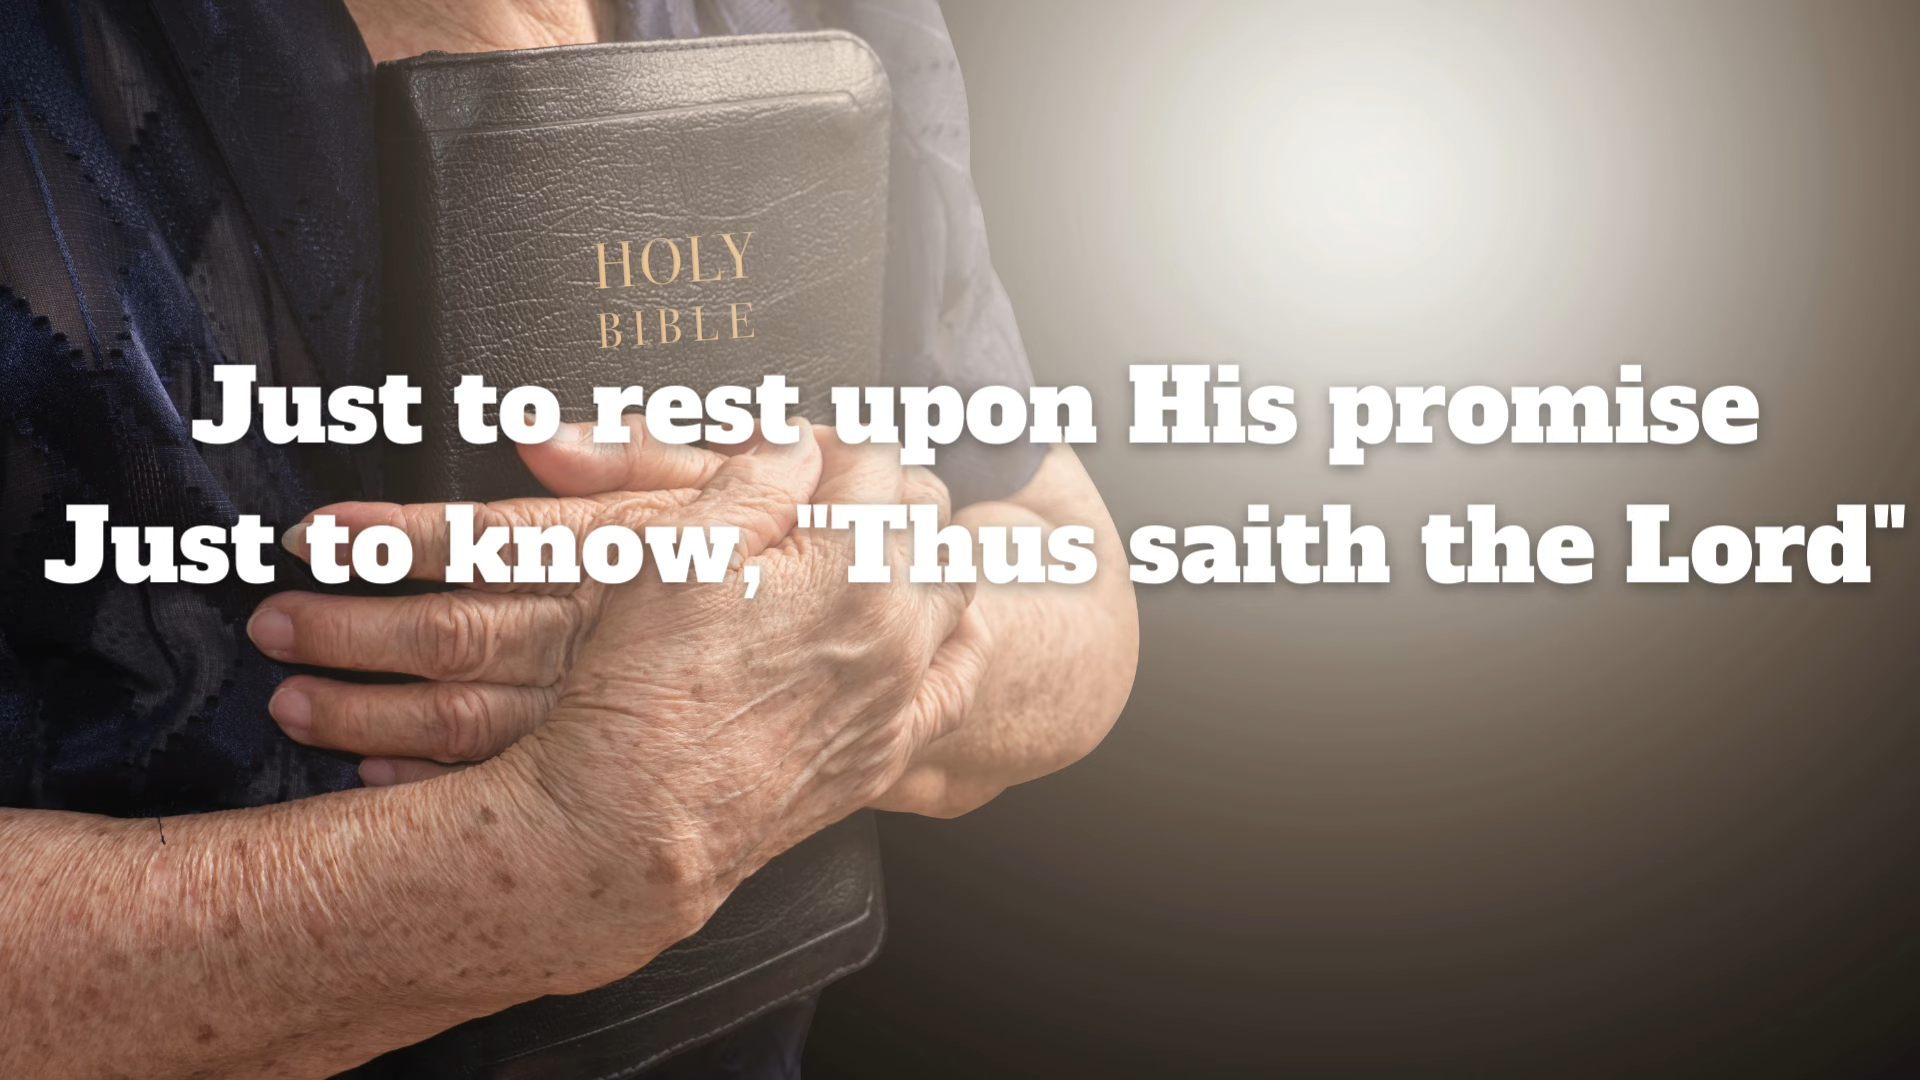 HOLY
BIBLE
Just to rest upon His promise
Just to know, "Thus saith the Lord"